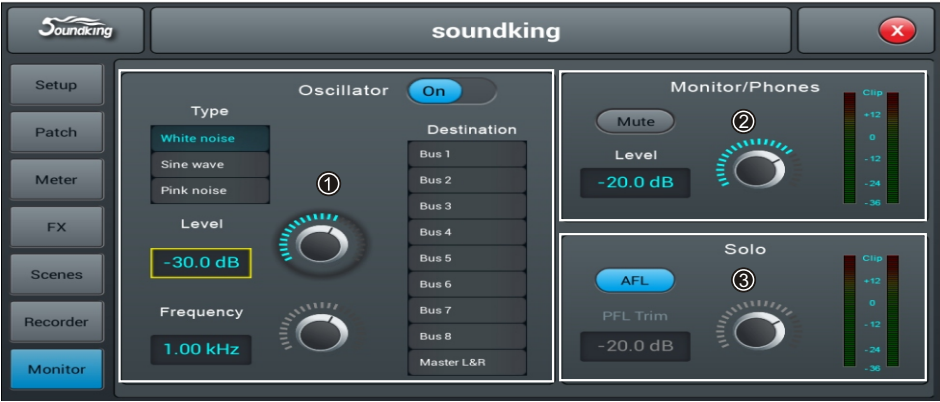 Soundking
soundking
X
Setup
Patch
Meter
FX
Scenes
Recorder
Monitor
Oscillator
On
Type
White noise
Sine wave
Pink noise
①
Level
-30.0 dB
Frequency
1.00 kHz
Destination
Bus 1
Bus 2
Bus 3
Bus 4
Bus 5
Bus 6
Bus 7
Bus 8
Master L&R
Monitor/Phones
Mute
②
Level
-20.0 dB
Clip
+12
0
-12
-24
-36
Solo
AFL
③
PFL Trim
-20.0 dB
Clip
+12
0
-12
-24
-36